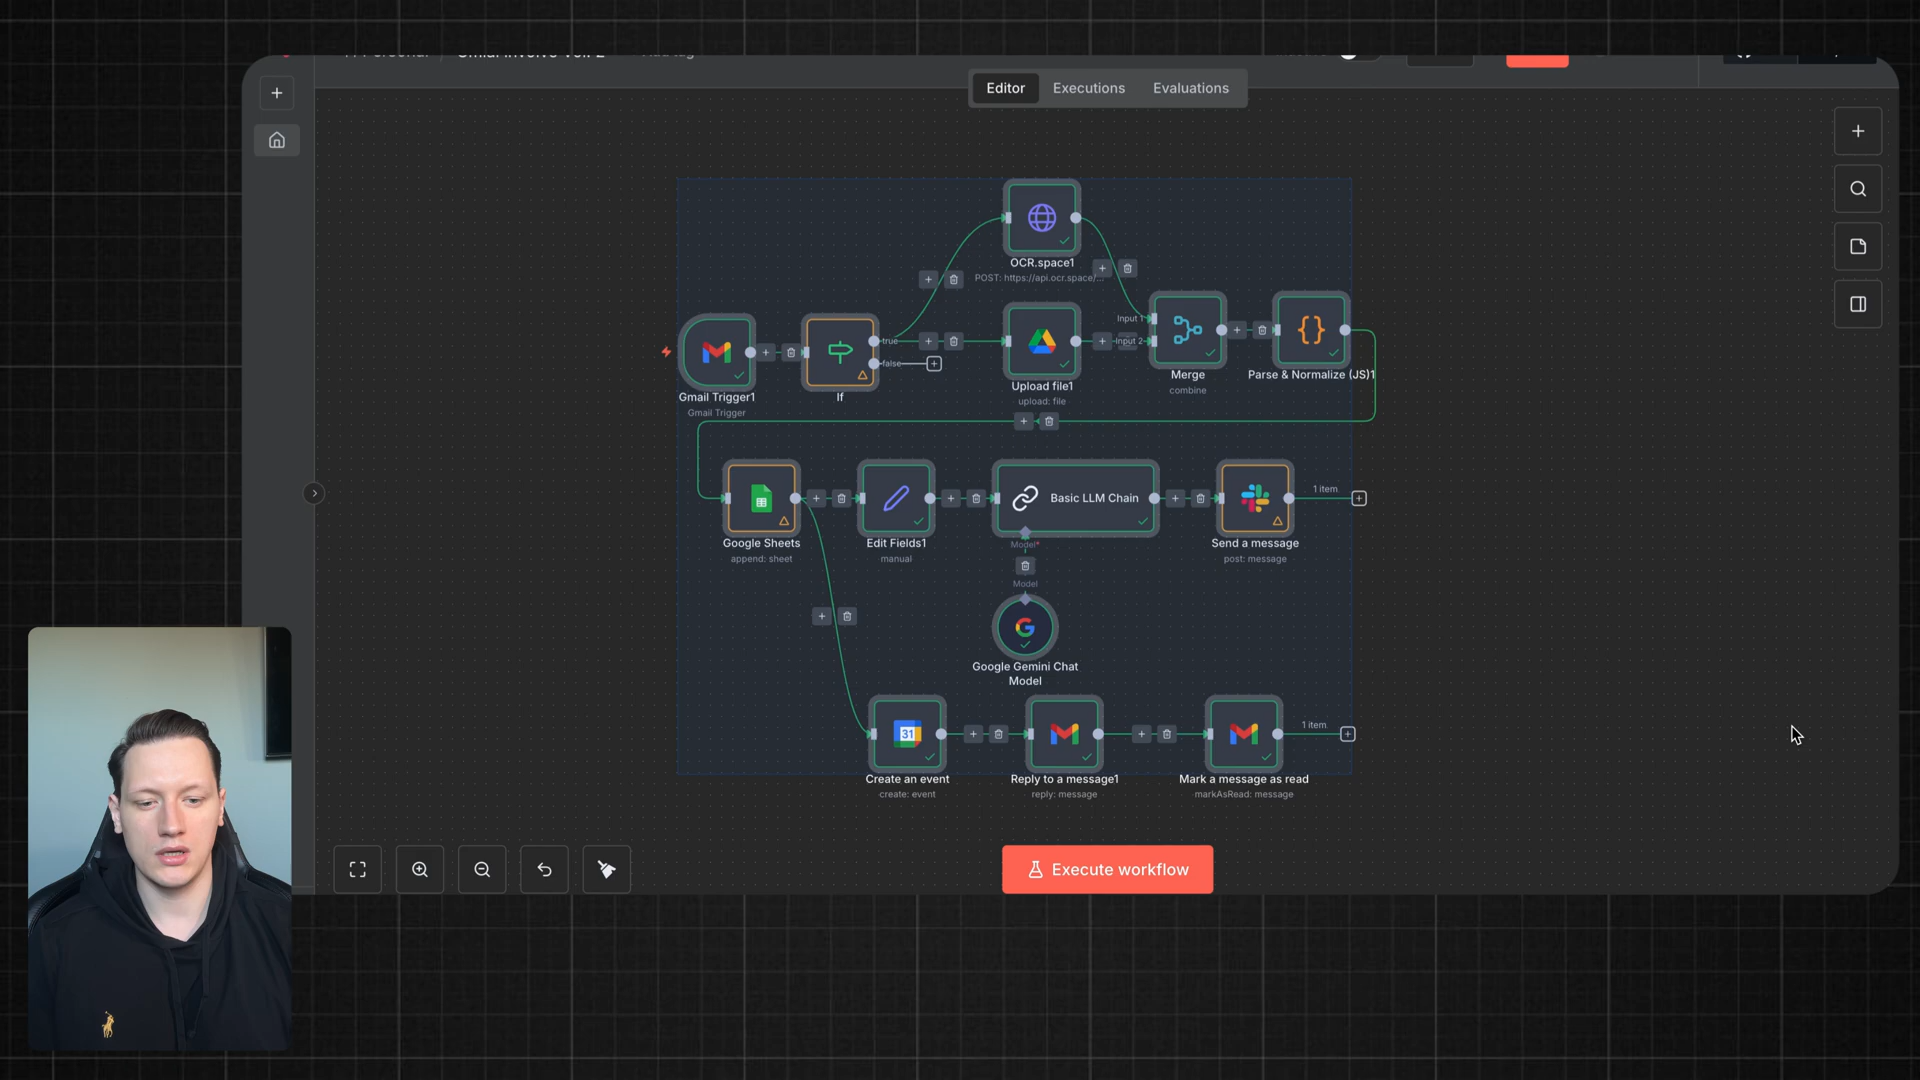 Editor
Executions
Evaluations
OCR.space1
POST: https://api.ocr.space/...
Input 1
true
Input 2
false
Gmail Trigger1
Gmail Trigger
If
Upload file1
upload: file
Merge
combine
Parse & Normalize (JS)1
Basic LLM Chain
1 item
Google Sheets
append: sheet
Edit Fields1
manual
Model*
Send a message
post: message
Model
Google Gemini Chat
Model
31
1 item
Create an event
create: event
Reply to a message1
reply: message
Mark a message as read
markAsRead: message
Execute workflow